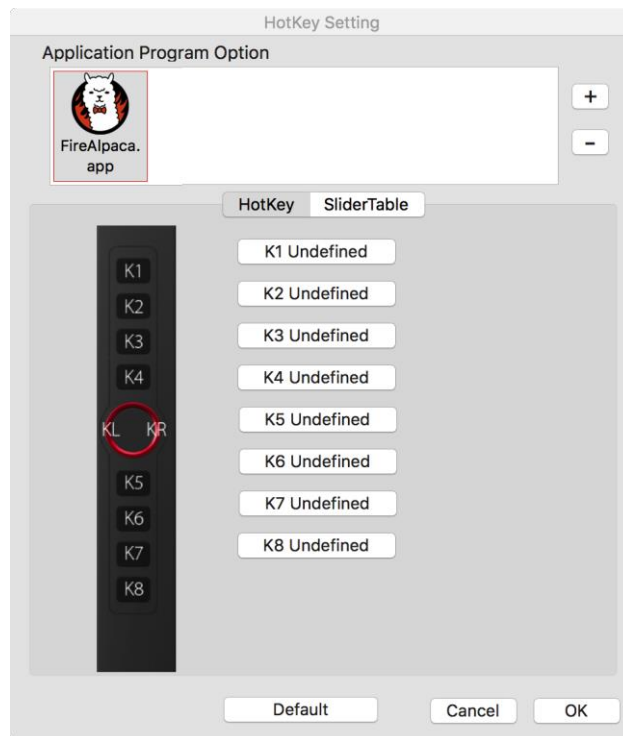 HotKey Setting
Application Program Option
+
FireAlpaca.
app
-
HotKey SliderTable
K1
K2
K3
K4
KL KR
K5
K6
K7
K8
K1 Undefined
K2 Undefined
K3 Undefined
K4 Undefined
K5 Undefined
K6 Undefined
K7 Undefined
K8 Undefined
Default Cancel OK